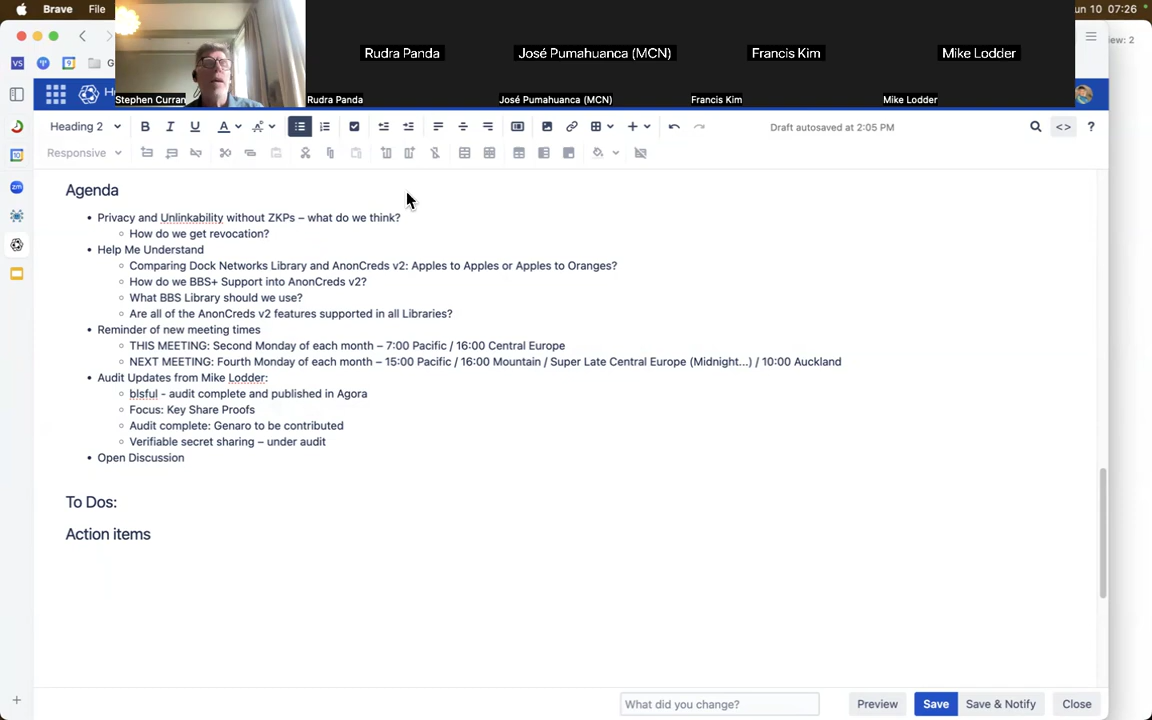 Brave File
un 10 07:26
Rudra Panda
José Pumahuanca (MCN)
Francis Kim
Mike Lodder
iew: 2
Stephen Curran
Rudra Panda
José Pumahuanca (MCN)
Francis Kim
Mike Lodder
Heading 2
Draft autosaved at 2:05 PM
Responsive
Agenda
• Privacy and Unlinkability without ZKPs – what do we think?
○ How do we get revocation?
• Help Me Understand
○ Comparing Dock Networks Library and AnonCreds v2: Apples to Apples or Apples to Oranges?
○ How do we BBS+ Support into AnonCreds v2?
○ What BBS Library should we use?
○ Are all of the AnonCreds v2 features supported in all Libraries?
• Reminder of new meeting times
○ THIS MEETING: Second Monday of each month – 7:00 Pacific / 16:00 Central Europe
○ NEXT MEETING: Fourth Monday of each month – 15:00 Pacific / 16:00 Mountain / Super Late Central Europe (Midnight...) / 10:00 Auckland
• Audit Updates from Mike Lodder:
○ blsful - audit complete and published in Agora
○ Focus: Key Share Proofs
○ Audit complete: Genaro to be contributed
○ Verifiable secret sharing – under audit
• Open Discussion
To Dos:
Action items
What did you change?
Preview
Save
Save & Notify
Close